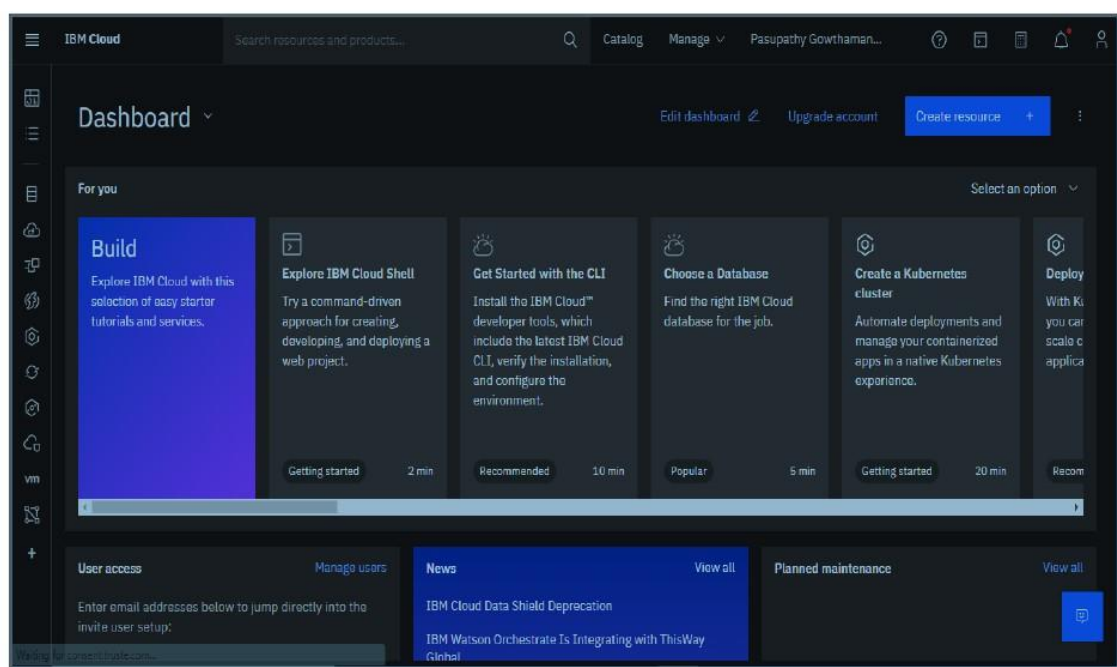 IBM Cloud
Search resources and products...
Catalog
Manage
Pasupathy Gowthaman...
Dashboard
Edit dashboard
Upgrade account
Create resource +
For you
Select an option
Build
Explore IBM Cloud with this
selection of easy starter
tutorials and services.
Explore IBM Cloud Shell
Try a command-driven
approach for creating,
developing, and deploying a
web project.
Getting started
2 min
Get Started with the CLI
Install the IBM Cloud™
developer tools, which
include the latest IBM Cloud
CLI, verify the installation,
and configure the
environment.
Recommended
10 min
Choose a Database
Find the right IBM Cloud
database for the job.
Popular
5 min
Create a Kubernetes
cluster
Automate deployments and
manage your containerized
apps in a native Kubernetes
experience.
Getting started
20 min
Deploy
With Ku
you can
scale c
applica
Recom
vm
User access
Manage users
Enter email addresses below to jump directly into the
invite user setup:
News
View all
IBM Cloud Data Shield Deprecation
IBM Watson Orchestrate Is Integrating with ThisWay
Global
Planned maintenance
View all
Waiting for consent.truste.com...